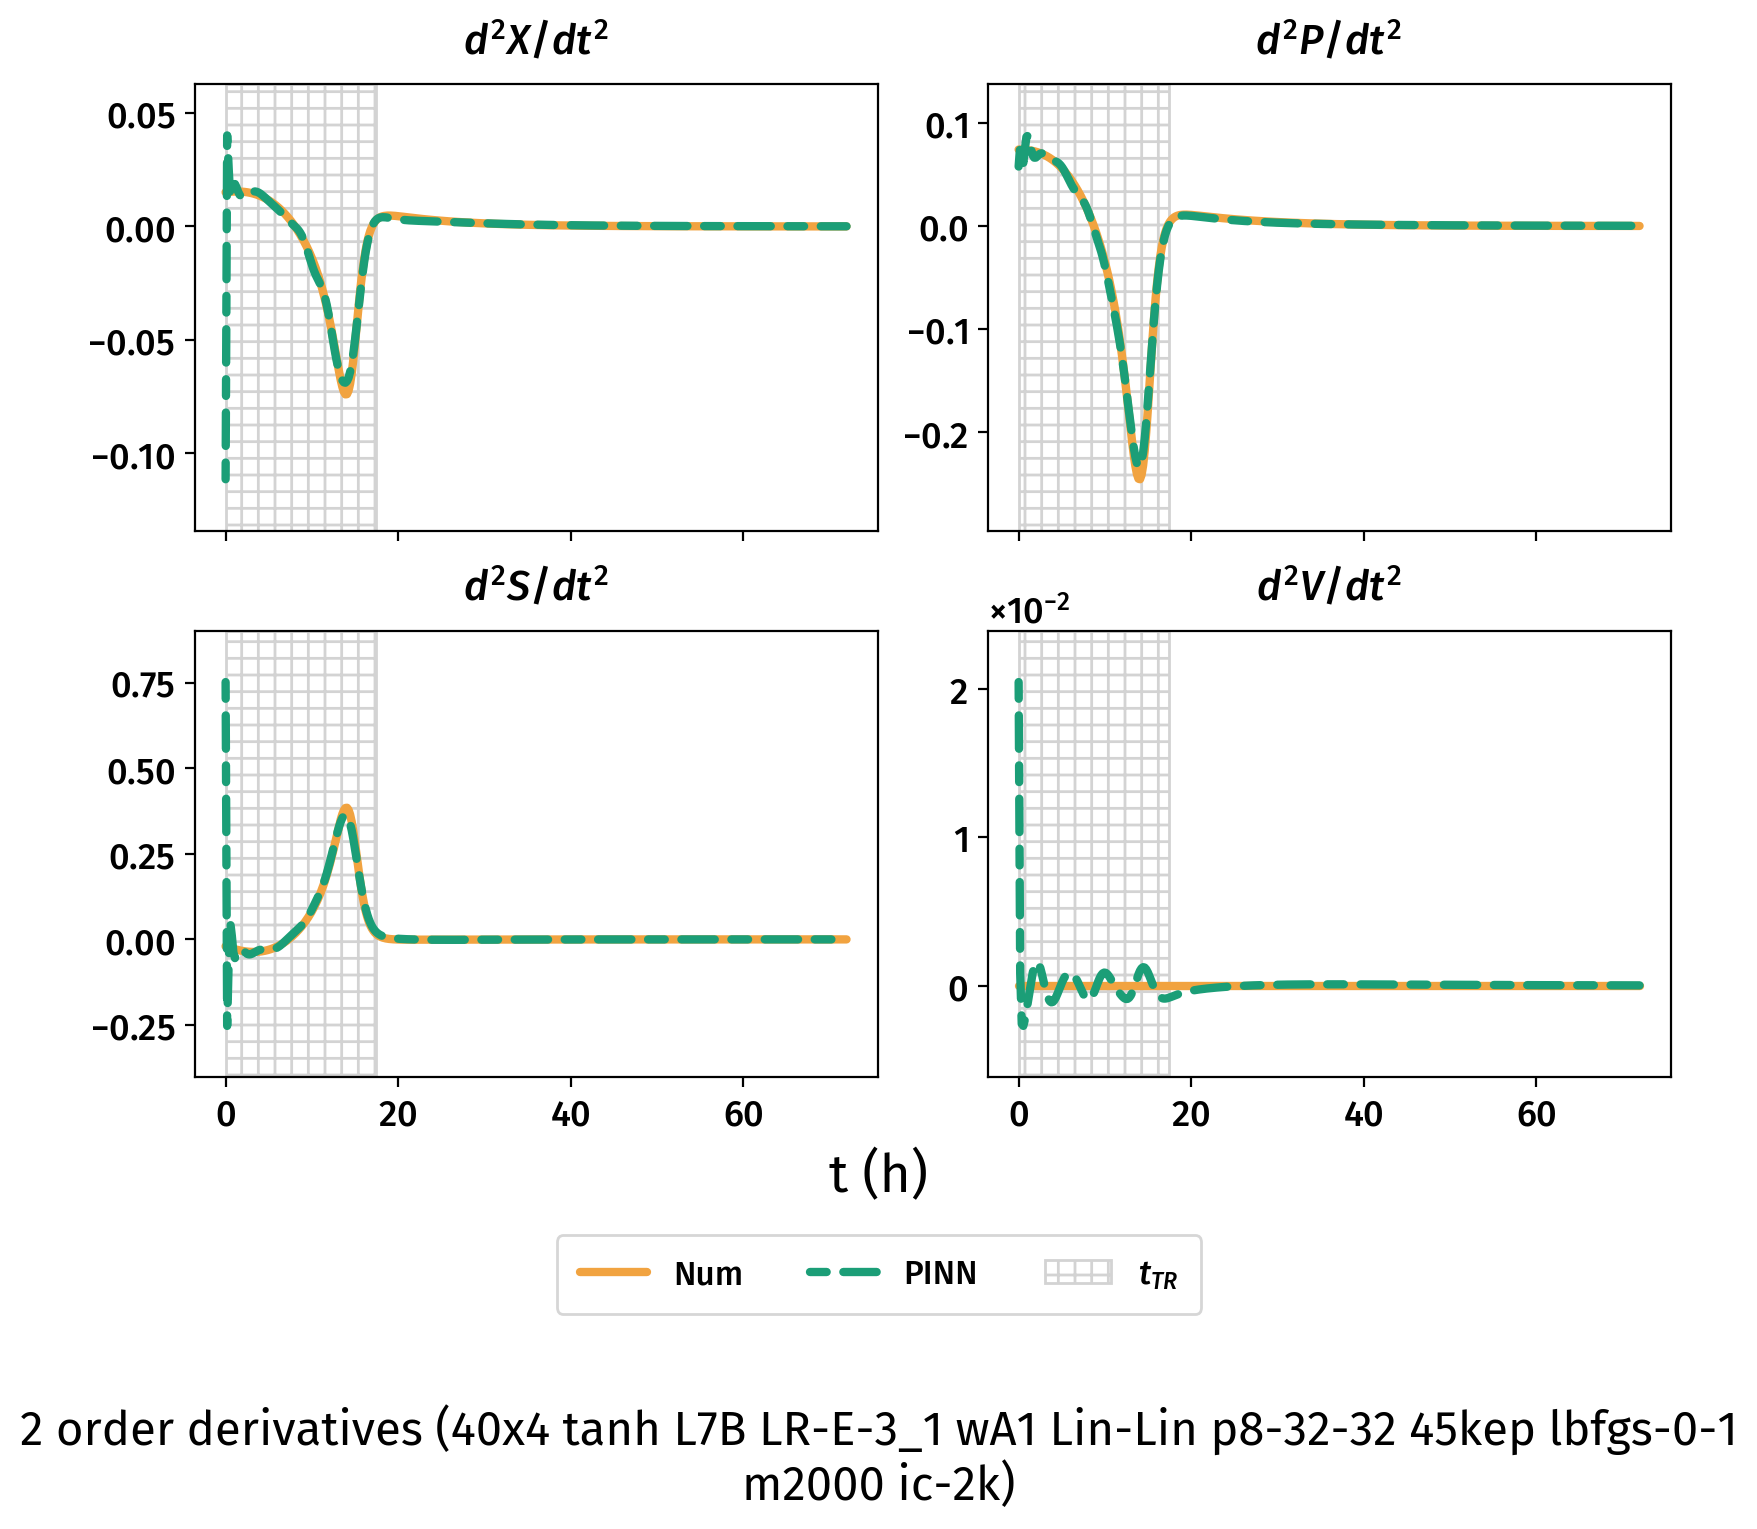 d²X/dt²
d²P/dt²
0.05
0.00
−0.05
−0.10
0.1
0.0
−0.1
−0.2
d²S/dt²
d²V/dt²
×10⁻²
0.75
0.50
0.25
0.00
−0.25
2
1
0
0 20 40 60
0 20 40 60
t (h)
Num PINN t_TR
2 order derivatives (40x4 tanh L7B LR-E-3_1 wA1 Lin-Lin p8-32-32 45kep lbfgs-0-1
m2000 ic-2k)